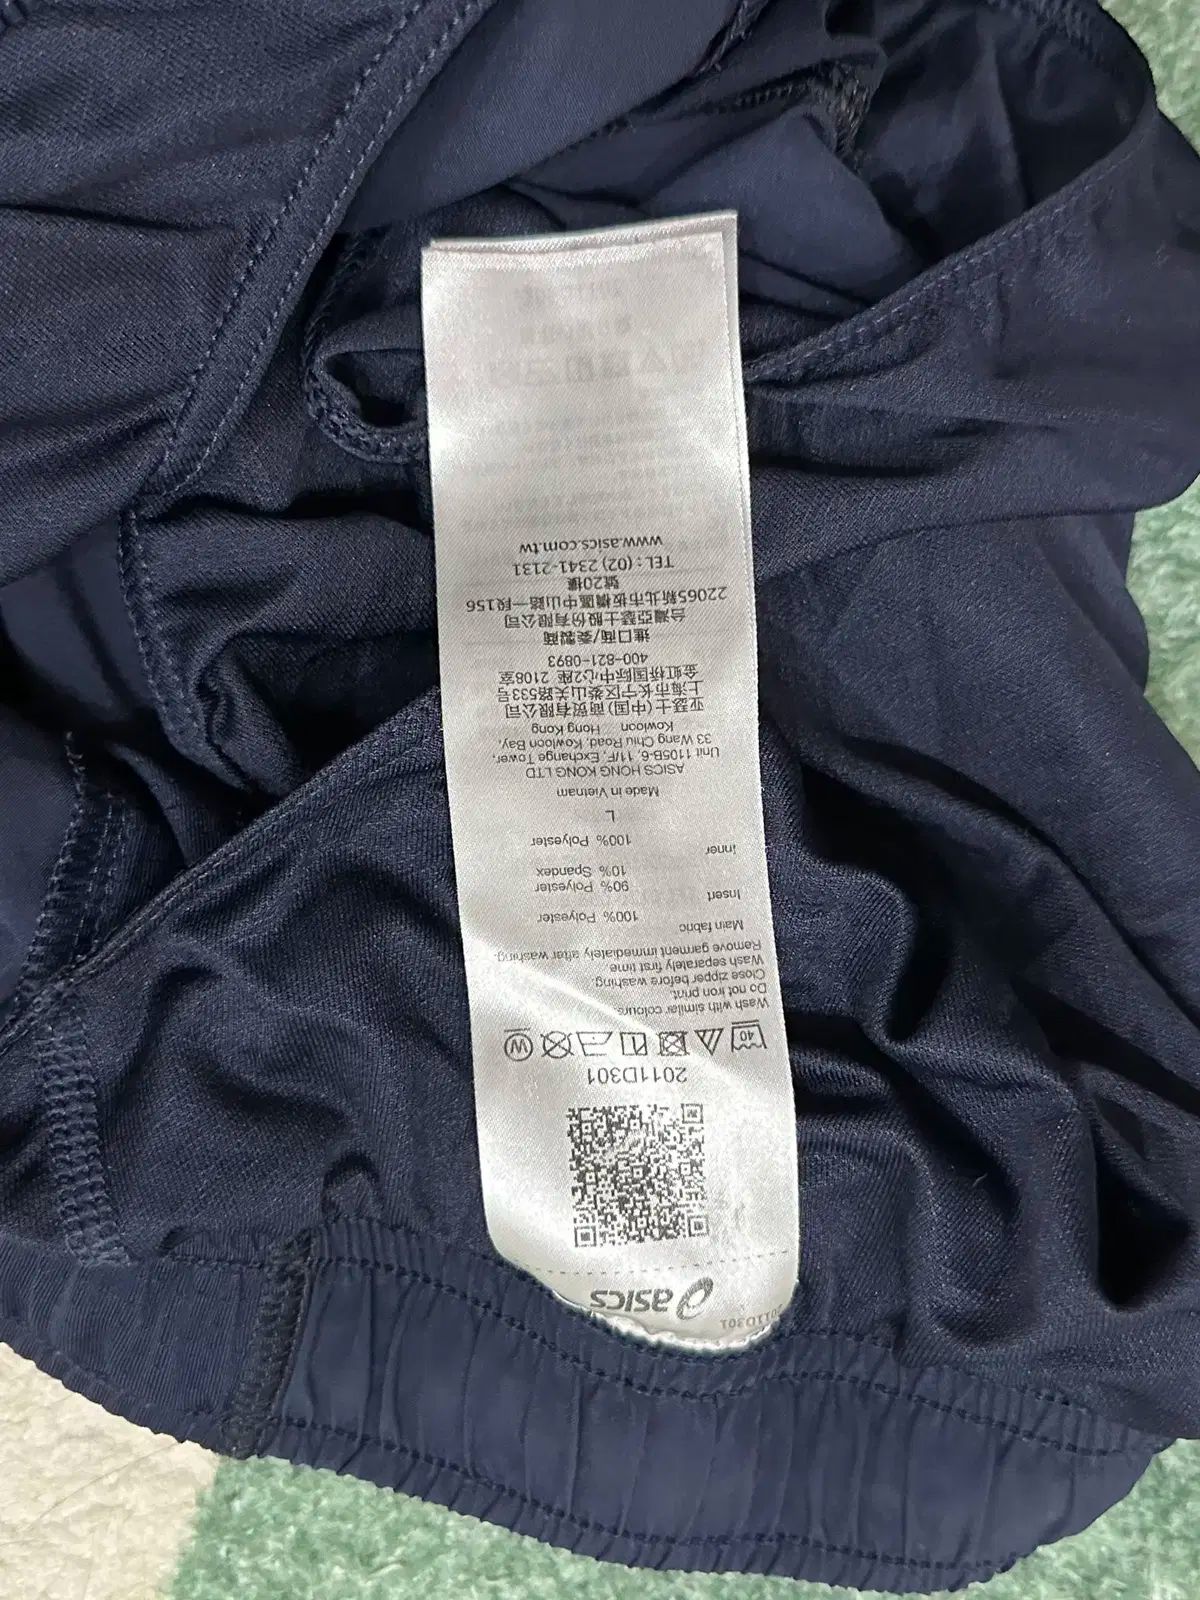 2011D301
asics
2011D301
40
W
Wash with similar colours.
Do not iron print.
Close zipper before washing
Wash separately first time
Remove garment immediately after washing.
Main fabric
100% Polyester
Insert
90% Polyester
10% Spandex
Inner
100% Polyester
L
Made in Vietnam
ASICS HONG KONG LTD
Unit 1105B-6, 11/F, Exchange Tower,
33 Wang Chiu Road, Kowloon Bay,
Kowloon Hong Kong
亚瑟士(中国)商贸有限公司
上海市长宁区娄山关路533号
金虹桥国际中心2座 2108室
400-821-0893
進口商/委製商
台灣亞瑟士股份有限公司
22065新北市板橋區中山路一段156
號20樓
TEL：(02) 2341-2131
www.asics.com.tw